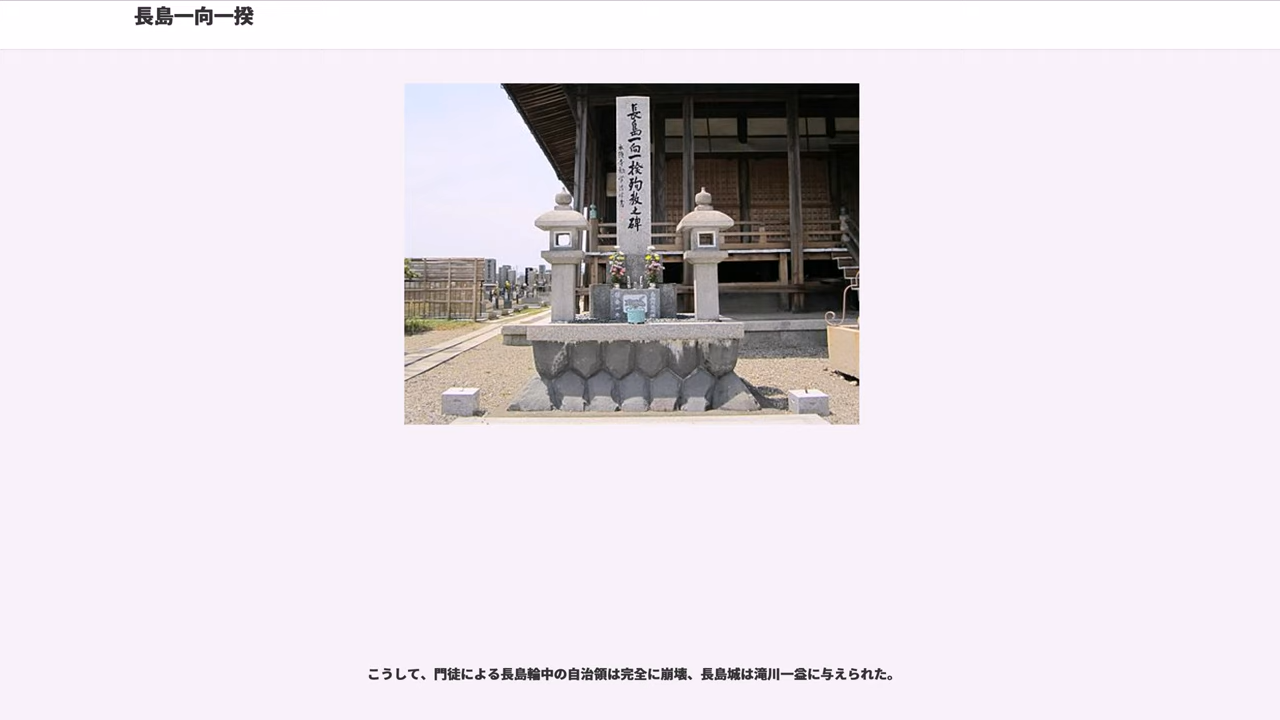 長島一向一揆
長島一向一揆殉教之碑
こうして、門徒による長島輪中の自治領は完全に崩壊、長島城は滝川一益に与えられた。